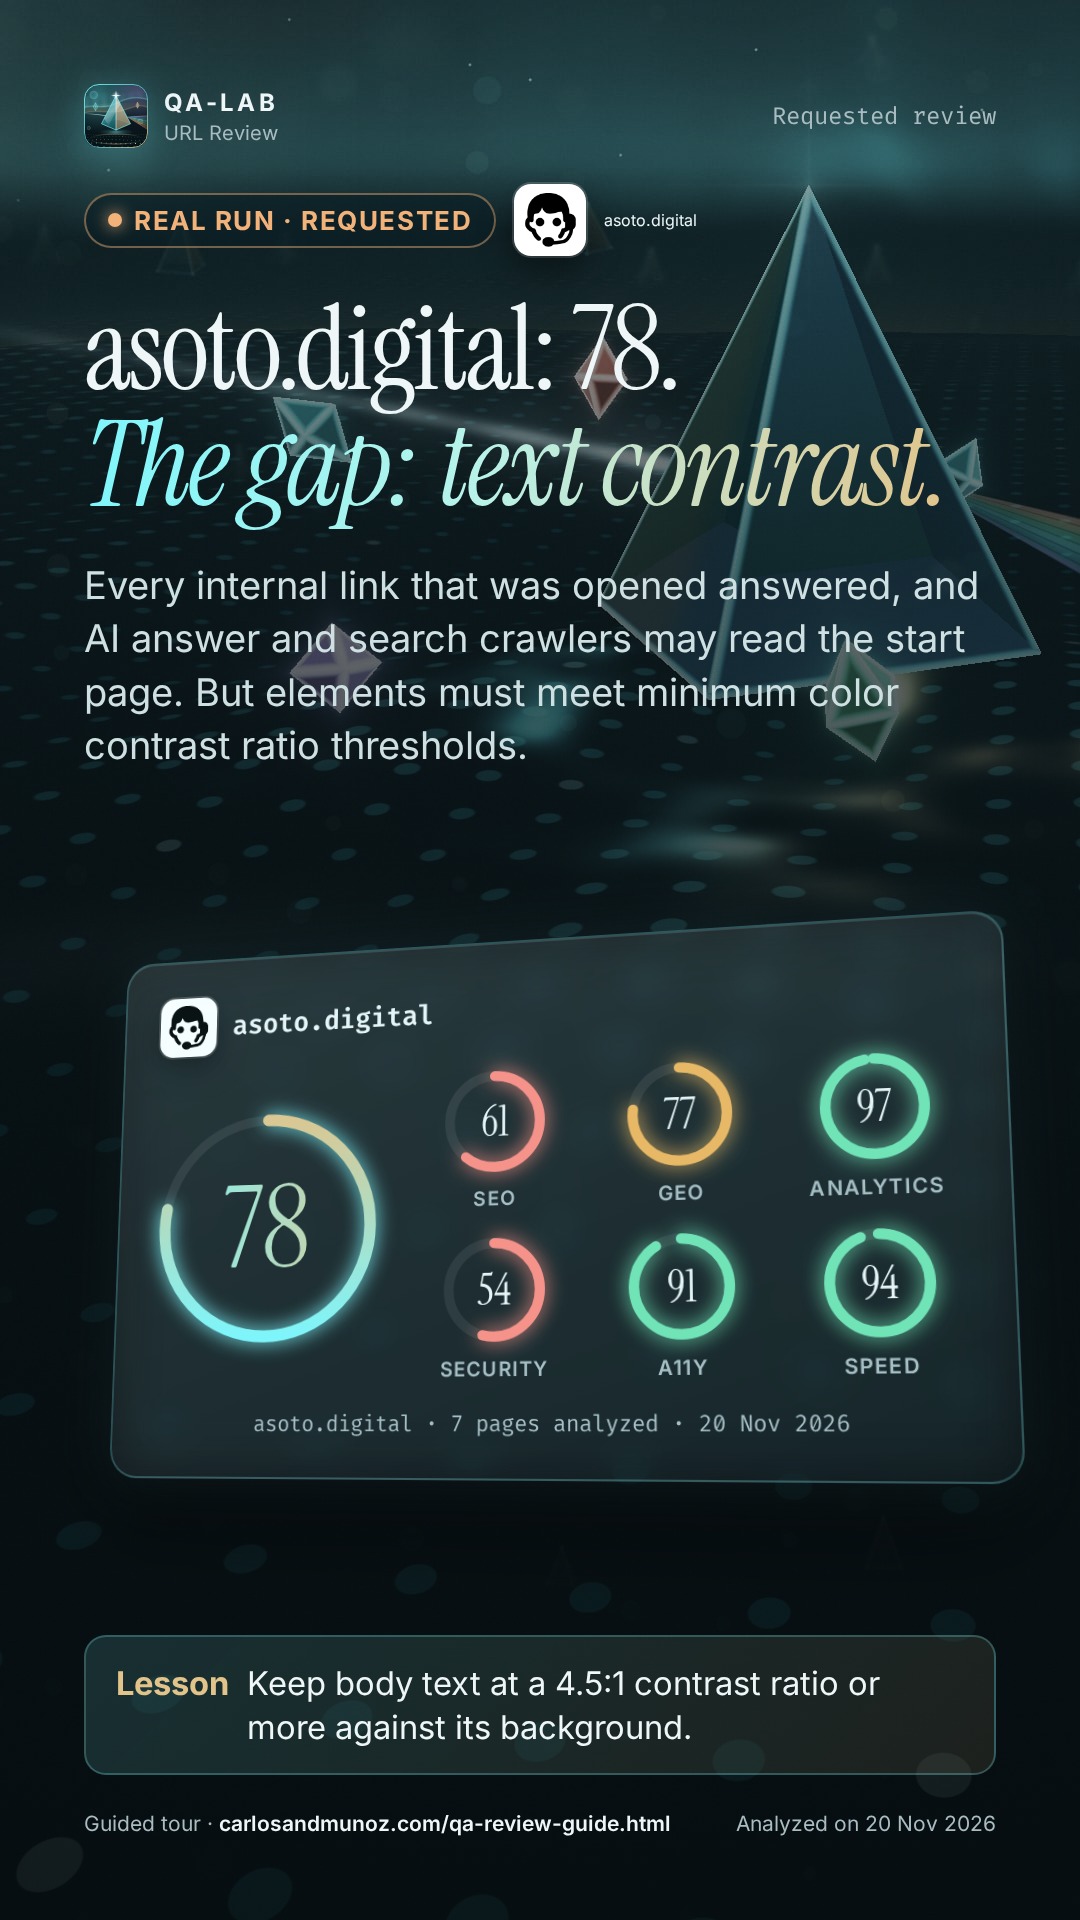 QA-LAB
URL Review
Requested review
REAL RUN · REQUESTED
asoto.digital
asoto.digital: 78.
The gap: text contrast.
Every internal link that was opened answered, and
AI answer and search crawlers may read the start
page. But elements must meet minimum color
contrast ratio thresholds.
asoto.digital
78
61
SEO
77
GEO
97
ANALYTICS
54
SECURITY
91
A11Y
94
SPEED
asoto.digital · 7 pages analyzed · 20 Nov 2026
Lesson Keep body text at a 4.5:1 contrast ratio or
more against its background.
Guided tour · carlosandmunoz.com/qa-review-guide.html
Analyzed on 20 Nov 2026